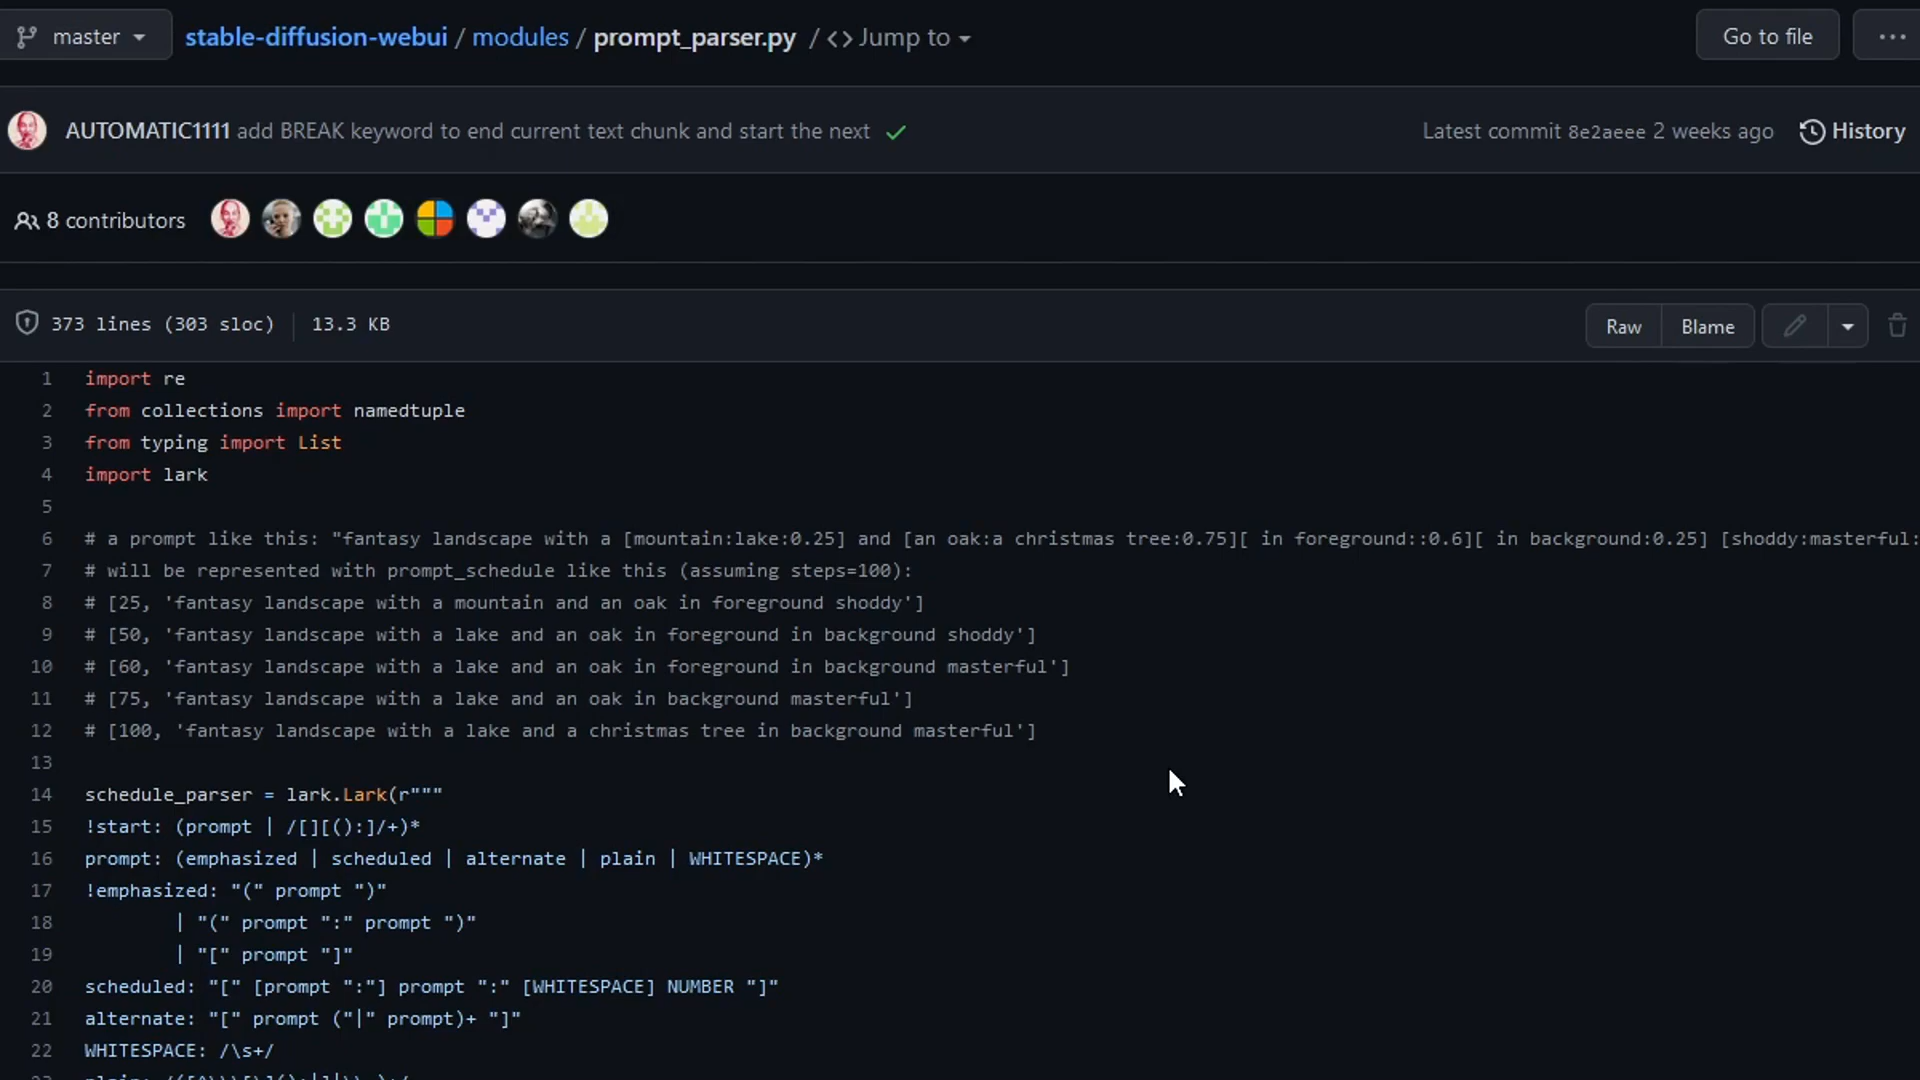 master stable-diffusion-webui / modules / prompt_parser.py / <> Jump to Go to file ...
AUTOMATIC1111 add BREAK keyword to end current text chunk and start the next Latest commit 8e2aeee 2 weeks ago History
8 contributors
373 lines (303 sloc) 13.3 KB Raw Blame
1 import re
2 from collections import namedtuple
3 from typing import List
4 import lark
5
6 # a prompt like this: "fantasy landscape with a [mountain:lake:0.25] and [an oak:a christmas tree:0.75][ in foreground::0.6][ in background:0.25] [shoddy:masterful:
7 # will be represented with prompt_schedule like this (assuming steps=100):
8 # [25, 'fantasy landscape with a mountain and an oak in foreground shoddy']
9 # [50, 'fantasy landscape with a lake and an oak in foreground in background shoddy']
10 # [60, 'fantasy landscape with a lake and an oak in foreground in background masterful']
11 # [75, 'fantasy landscape with a lake and an oak in background masterful']
12 # [100, 'fantasy landscape with a lake and a christmas tree in background masterful']
13
14 schedule_parser = lark.Lark(r"""
15 !start: (prompt | /[][():]/+)*
16 prompt: (emphasized | scheduled | alternate | plain | WHITESPACE)*
17 !emphasized: "(" prompt ")"
18 | "(" prompt ":" prompt ")"
19 | "[" prompt "]"
20 scheduled: "[" [prompt ":"] prompt ":" [WHITESPACE] NUMBER "]"
21 alternate: "[" prompt ("|" prompt)+ "]"
22 WHITESPACE: /\s+/